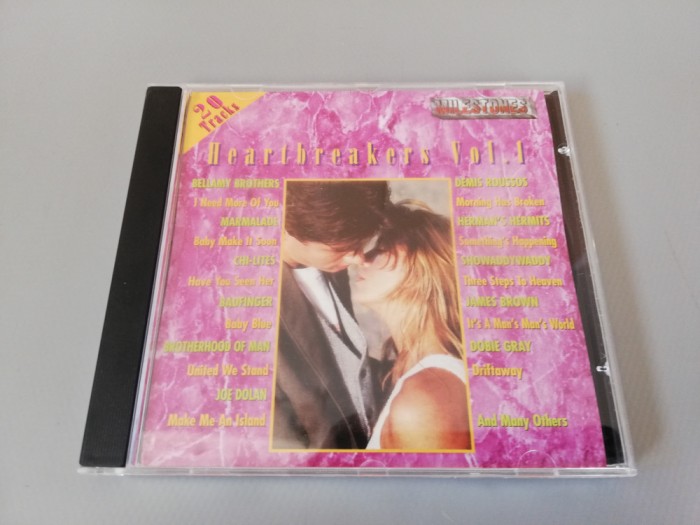 20
Tracks
MILESTONES
Heartbreakers Vol.1
BELLAMY BROTHERS
I Need More Of You
MARMALADE
Baby Make It Soon
CHI-LITES
Have You Seen Her
BADFINGER
Baby Blue
BROTHERHOOD OF MAN
United We Stand
JOE DOLAN
Make Me An Island
DEMIS ROUSSOS
Morning Has Broken
HERMAN'S HERMITS
Something's Happening
SHOWADDYWADDY
Three Steps To Heaven
JAMES BROWN
It's A Man's Man's World
DOBIE GRAY
Driftaway
And Many Others